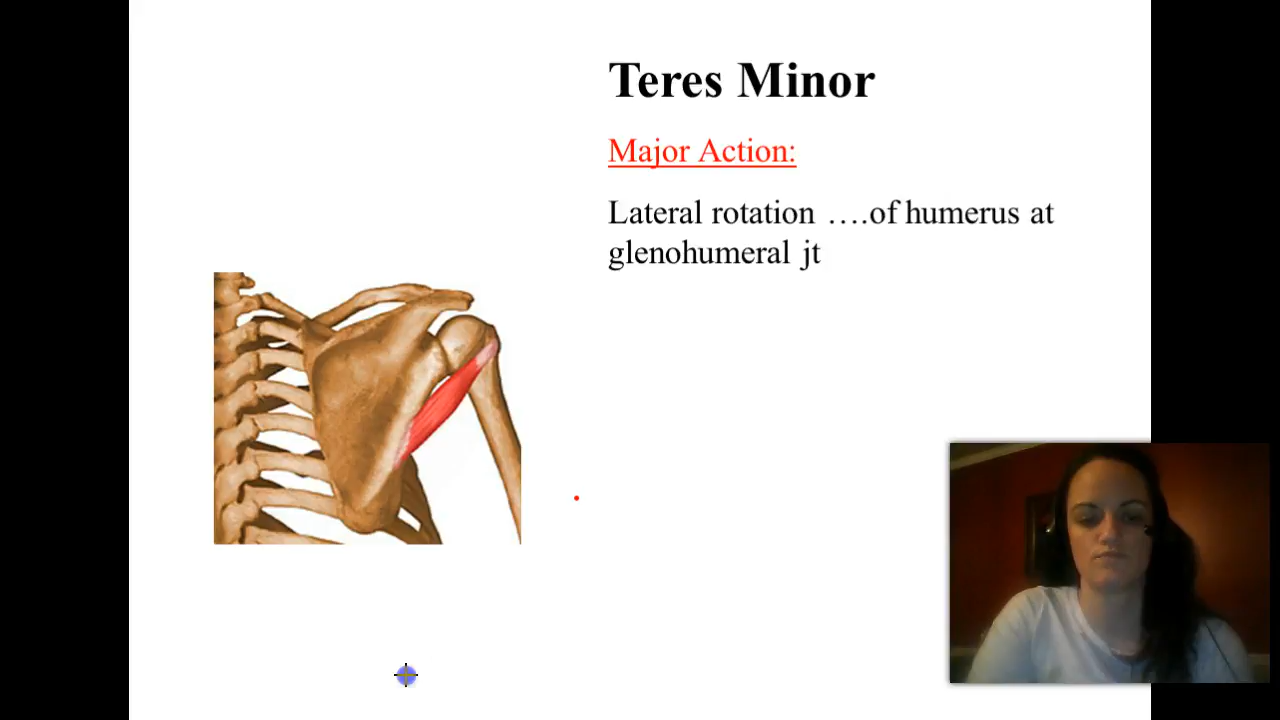 Teres Minor
Major Action:
Lateral rotation ….of humerus at
glenohumeral jt